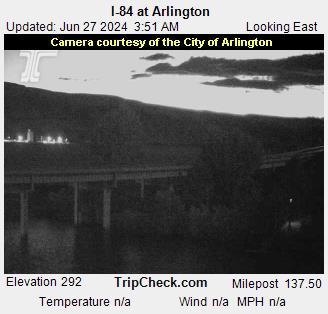 I-84 at Arlington
Updated: Jun 27 2024 3:51 AM Looking East
Camera courtesy of the City of Arlington
Elevation 292 TripCheck.com Milepost 137.50
Temperature n/a Wind n/a MPH n/a